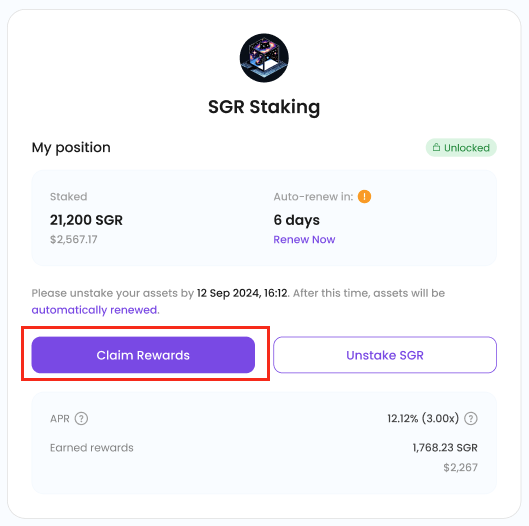 SGR Staking
My position
Unlocked
Staked
Auto-renew in:
21,200 SGR
6 days
$2,567.17
Renew Now
Please unstake your assets by 12 Sep 2024, 16:12. After this time, assets will be
automatically renewed.
Claim Rewards
Unstake SGR
APR ?
12.12% (3.00x) ?
Earned rewards
1,768.23 SGR
$2,267